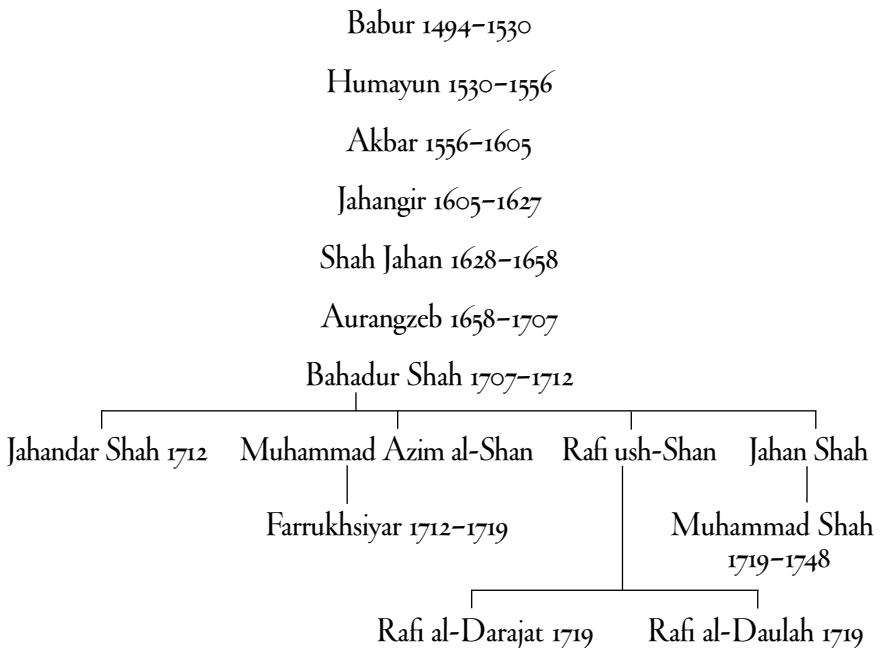 Babur 1494–1530
Humayun 1530–1556
Akbar 1556–1605
Jahangir 1605–1627
Shah Jahan 1628–1658
Aurangzeb 1658–1707
Bahadur Shah 1707–1712
Jahandar Shah 1712
Muhammad Azim al-Shan
Rafi ush-Shan
Jahan Shah
Farrukhsiyar 1712–1719
Muhammad Shah
1719–1748
Rafi al-Darajat 1719
Rafi al-Daulah 1719